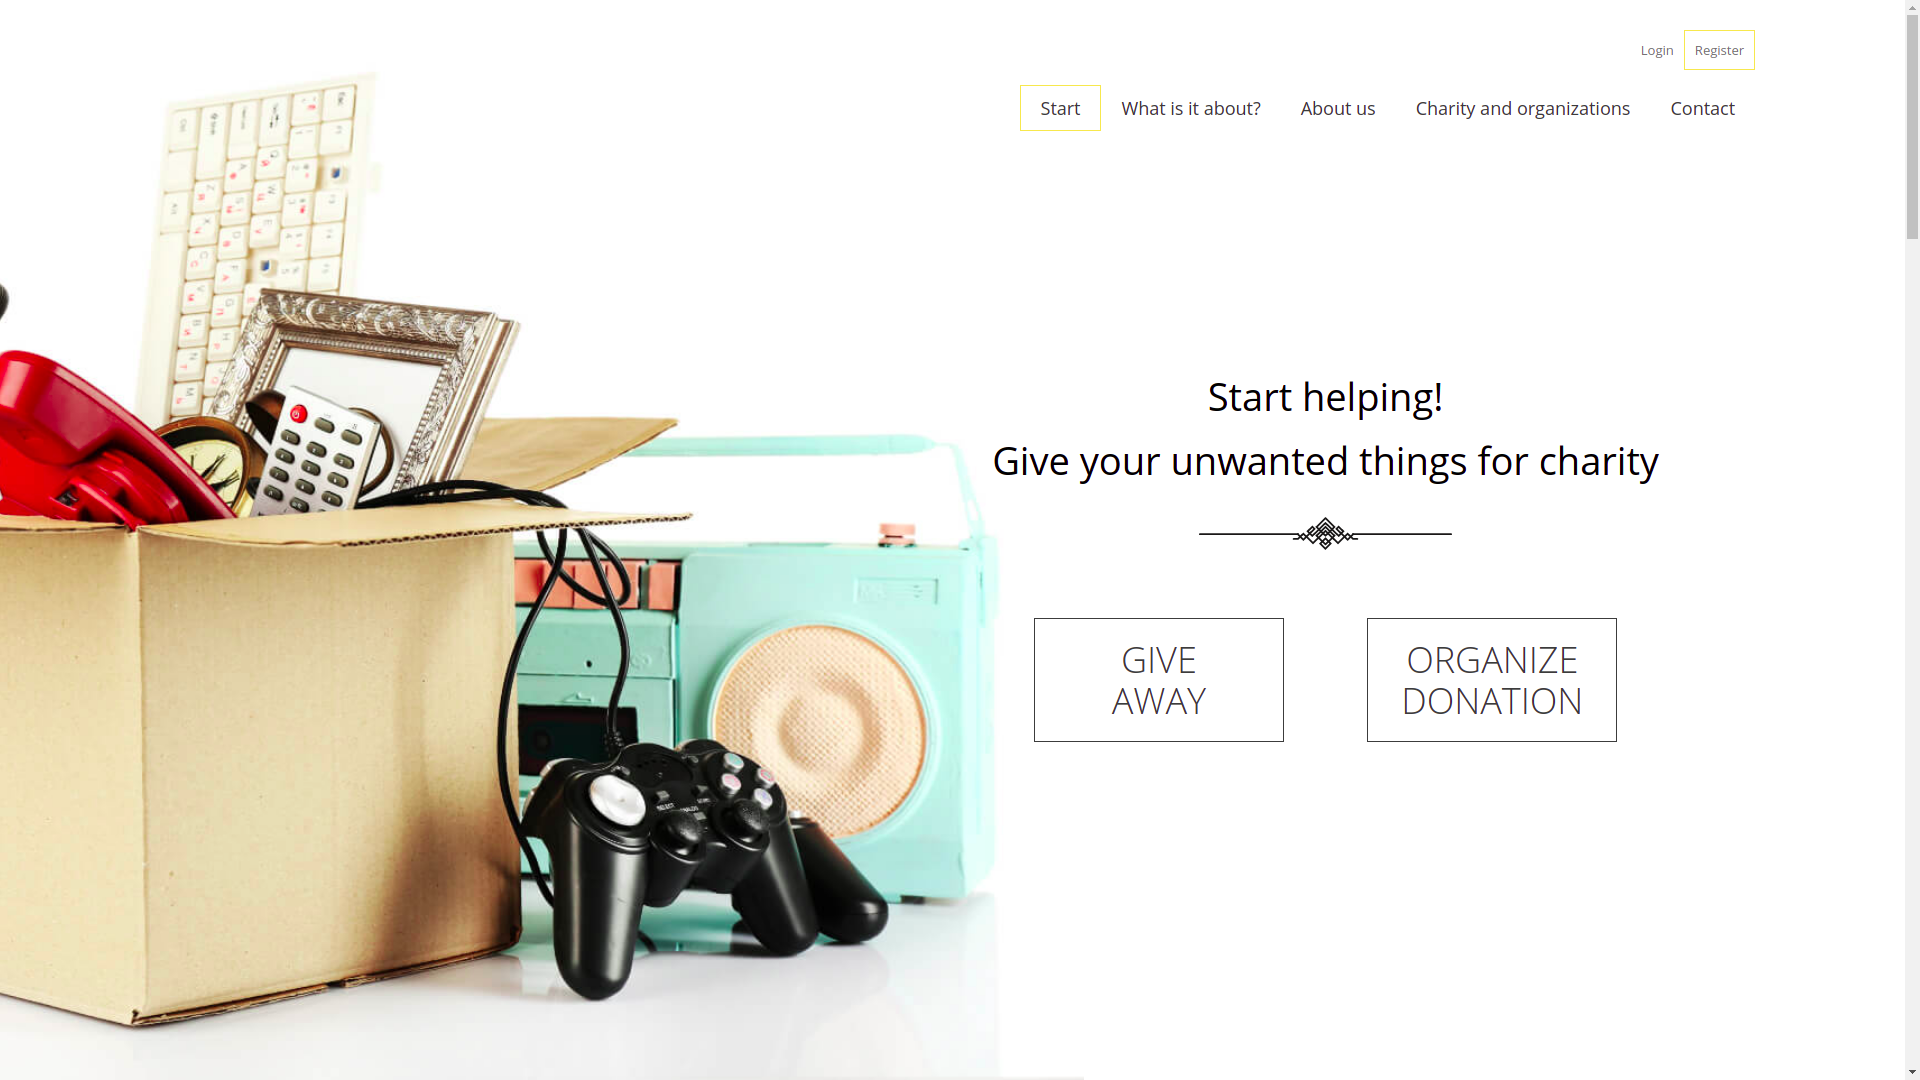 Login Register
Start What is it about? About us Charity and organizations Contact
Start helping!
Give your unwanted things for charity
GIVE
AWAY
ORGANIZE
DONATION